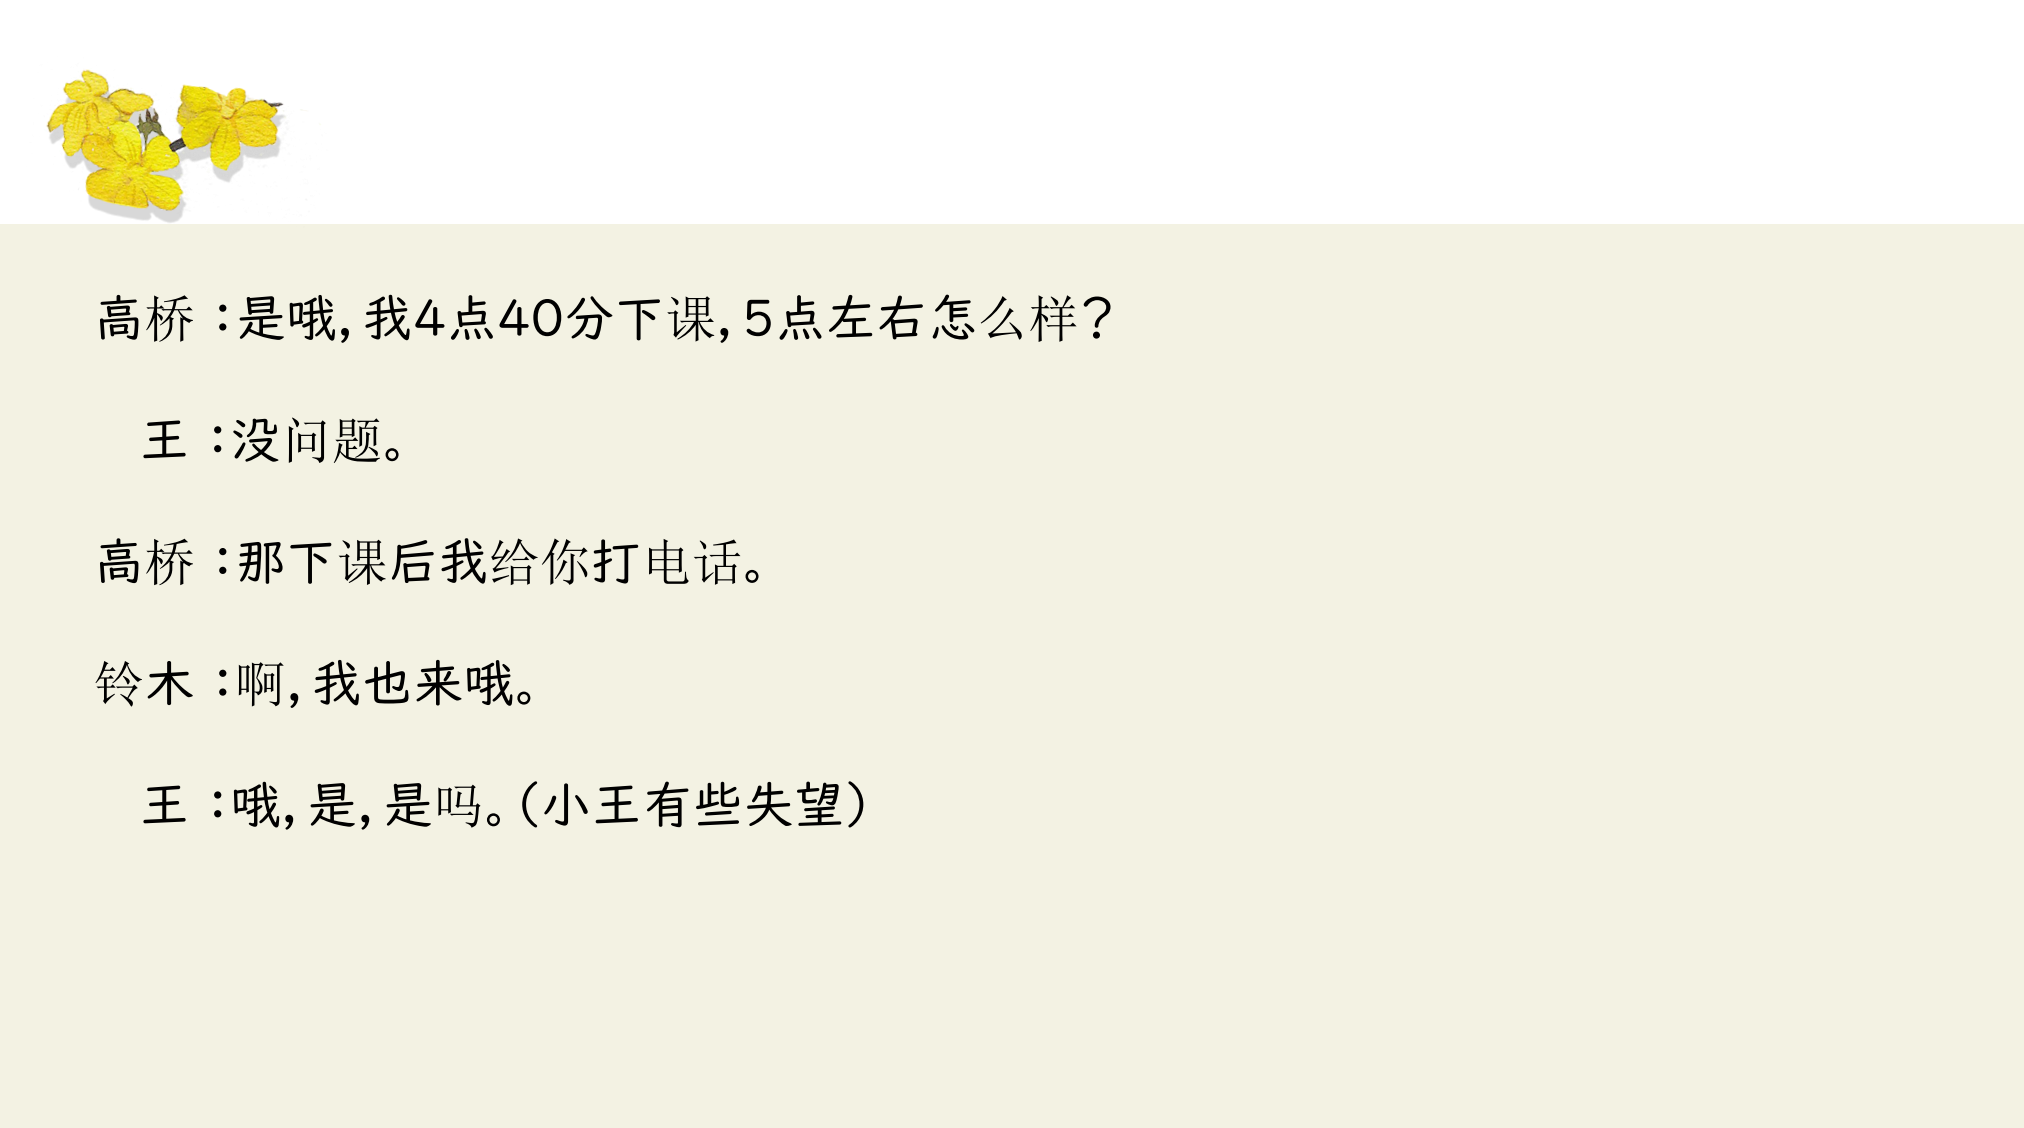 高桥：是哦，我4点40分下课，5点左右怎么样？
王：没问题。
高桥：那下课后我给你打电话。
铃木：啊，我也来哦。
王：哦，是，是吗。（小王有些失望）